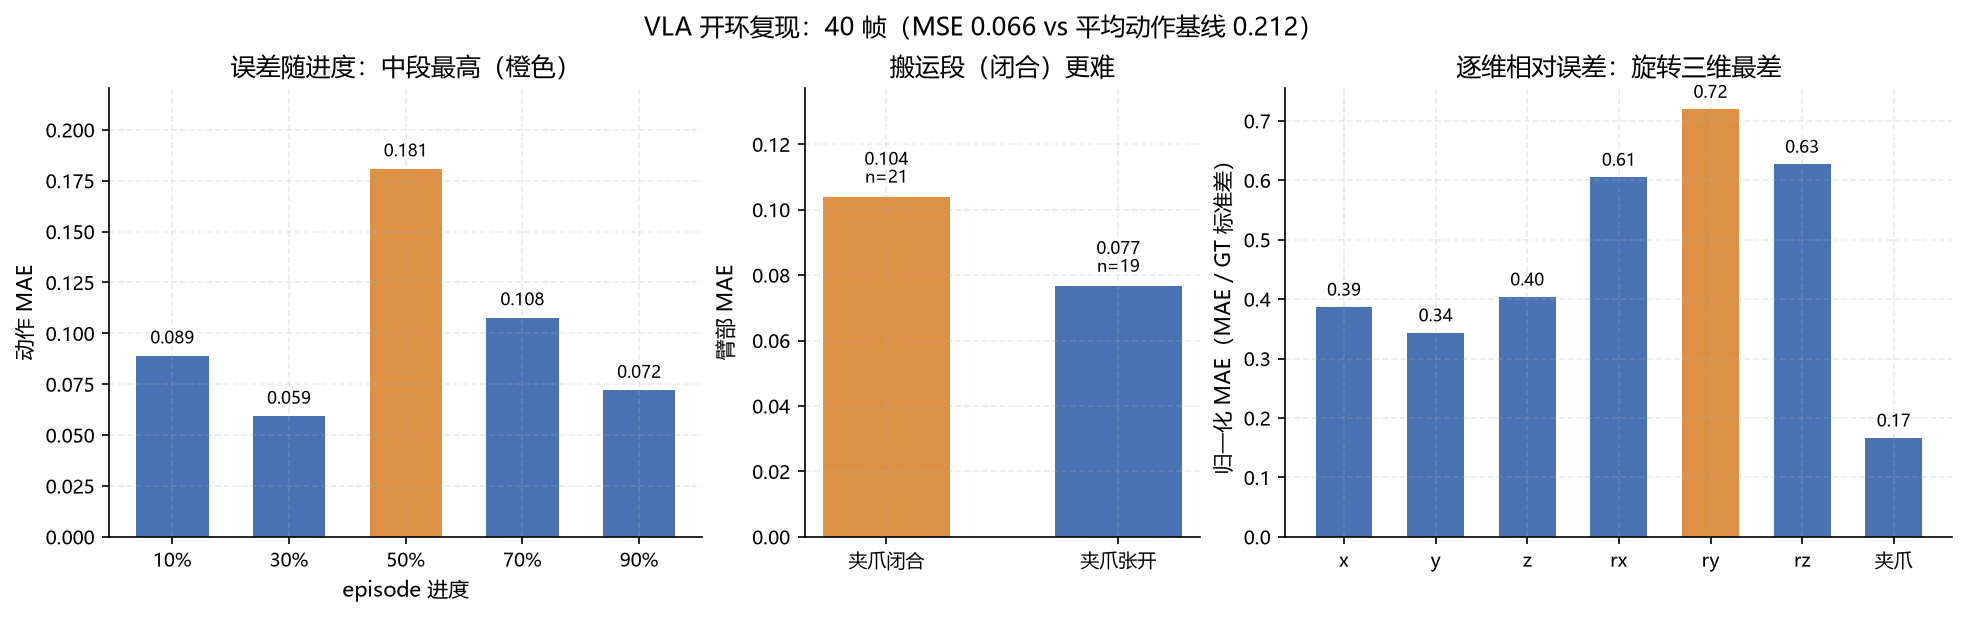 VLA 开环复现：40 帧（MSE 0.066 vs 平均动作基线 0.212）
误差随进度：中段最高（橙色）
动作 MAE
0.200
0.175
0.150
0.125
0.100
0.075
0.050
0.025
0.000
0.089
0.059
0.181
0.108
0.072
10%
30%
50%
70%
90%
episode 进度
搬运段（闭合）更难
臂部 MAE
0.12
0.10
0.08
0.06
0.04
0.02
0.00
0.104
n=21
0.077
n=19
夹爪闭合
夹爪张开
逐维相对误差：旋转三维最差
归一化 MAE（MAE / GT 标准差）
0.7
0.6
0.5
0.4
0.3
0.2
0.1
0.0
0.39
0.34
0.40
0.61
0.72
0.63
0.17
x
y
z
rx
ry
rz
夹爪